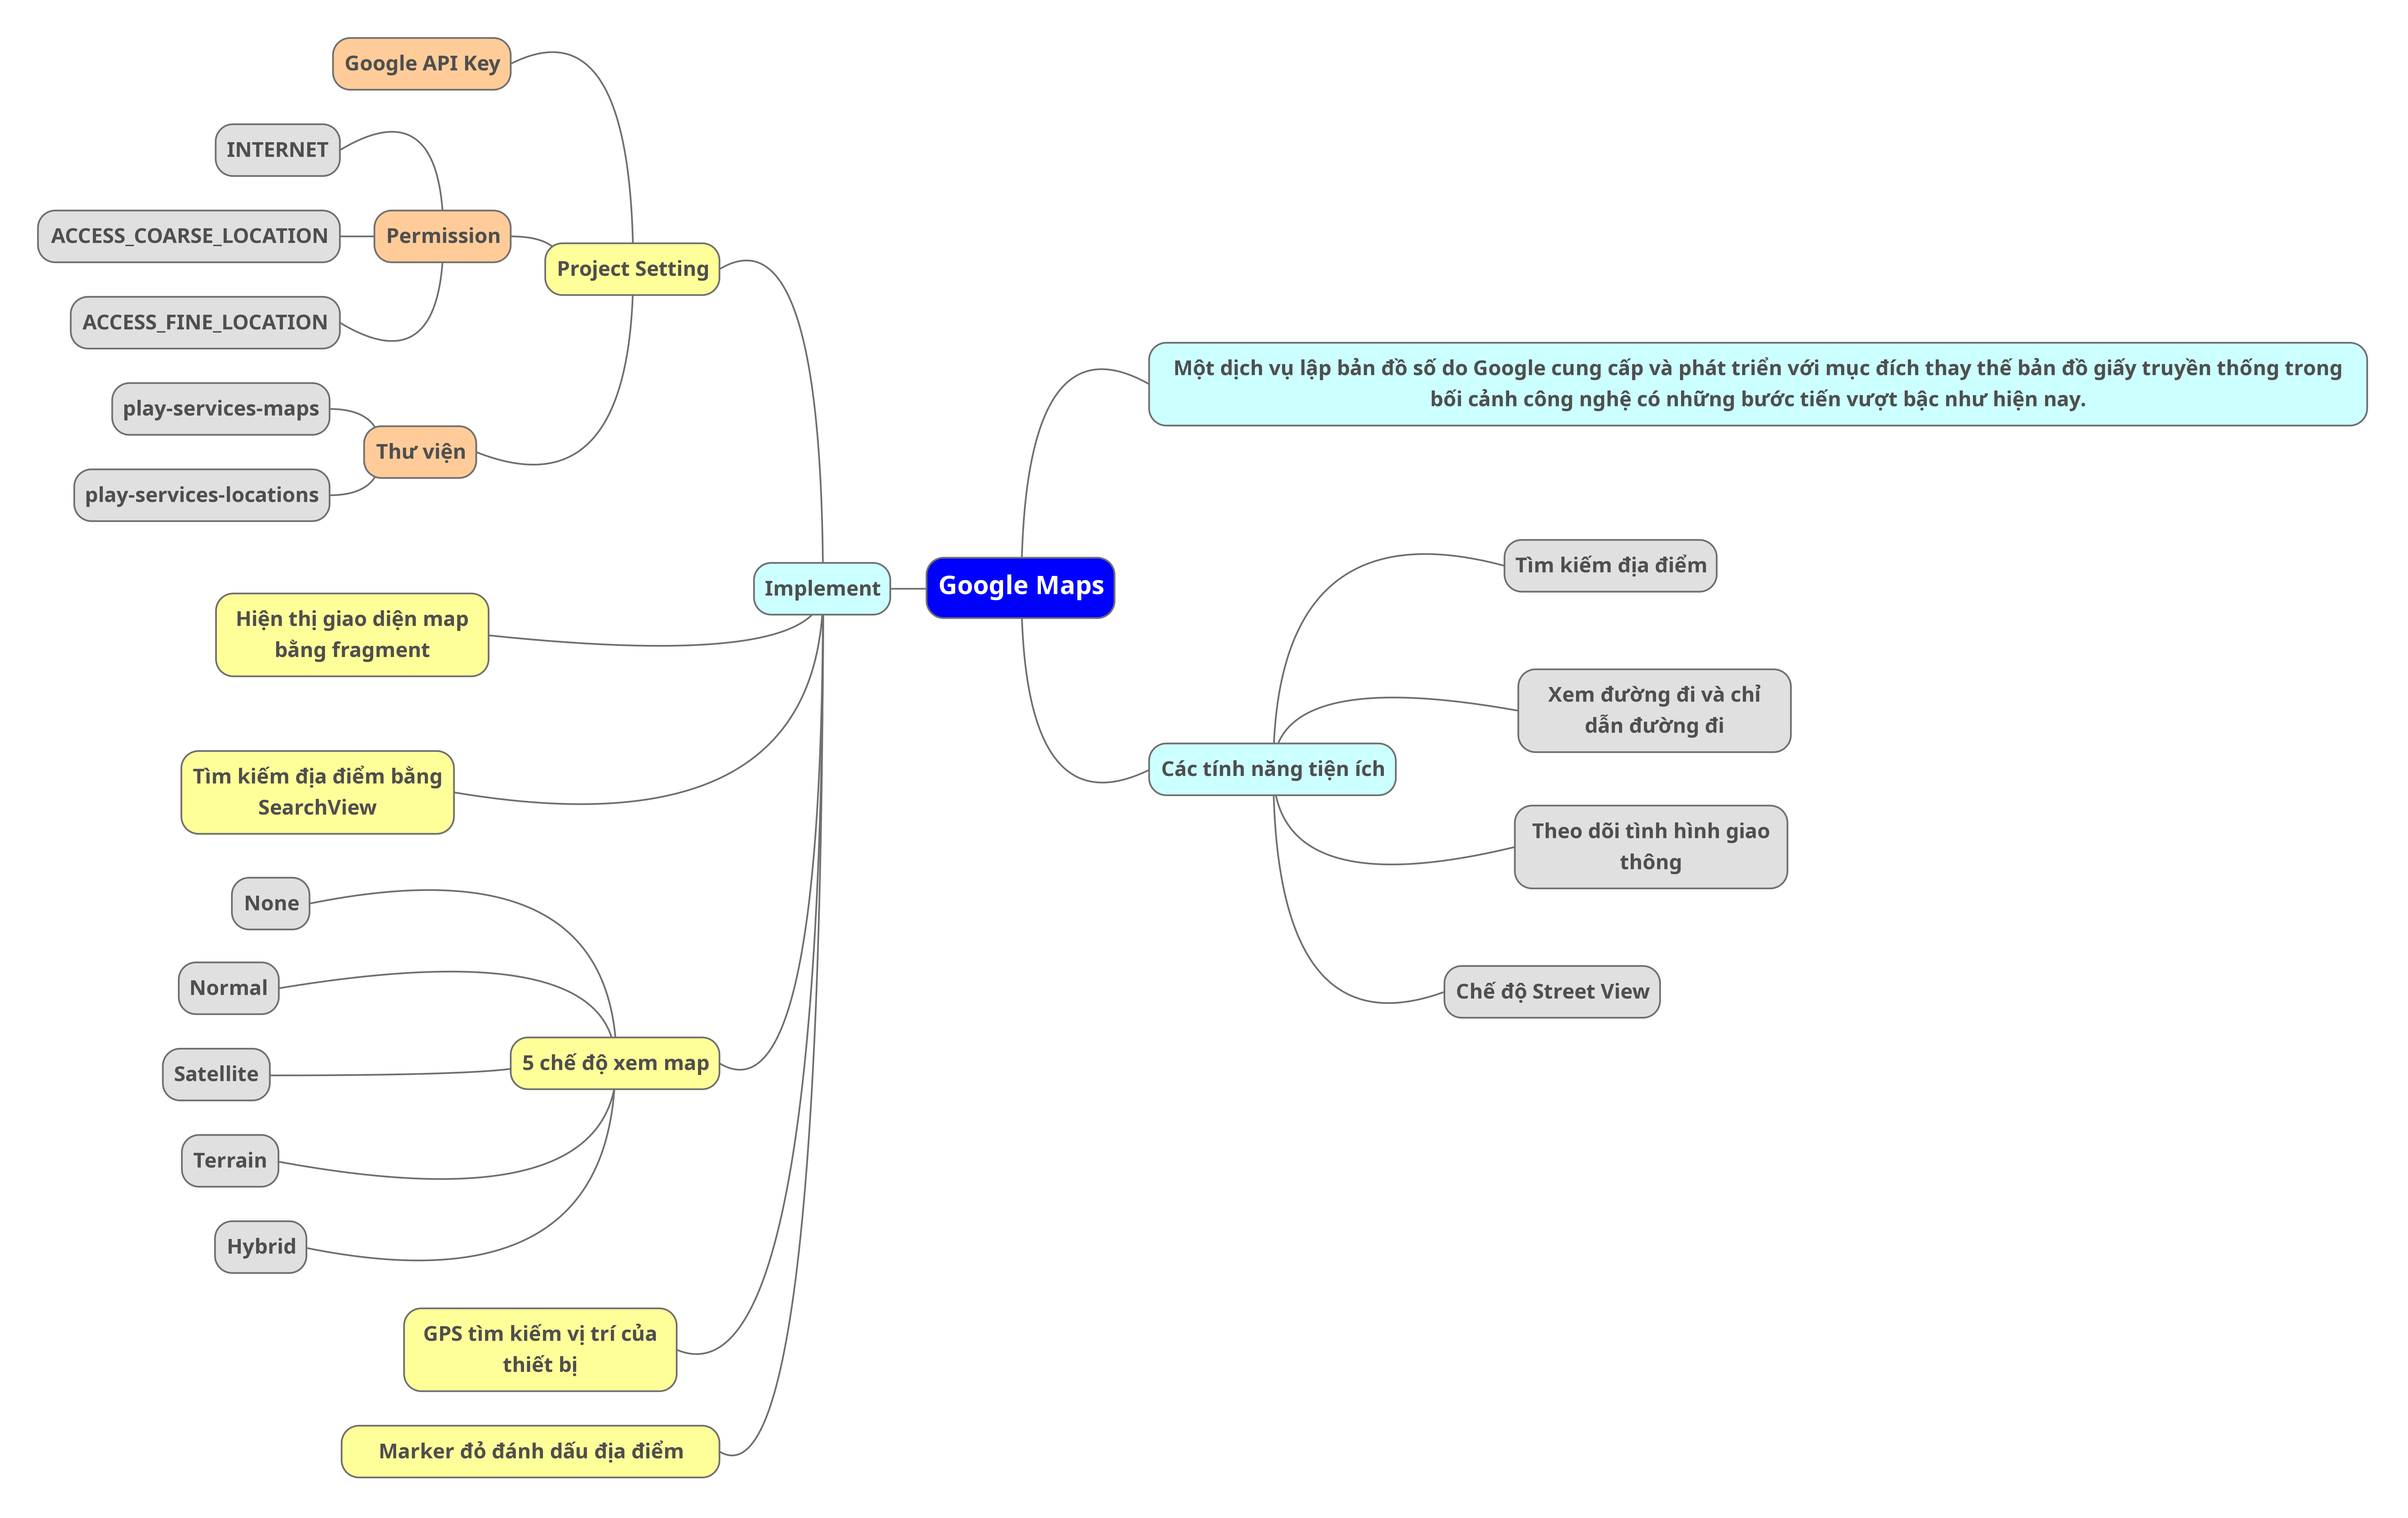 Google API Key
INTERNET
ACCESS_COARSE_LOCATION
Permission
Project Setting
ACCESS_FINE_LOCATION
play-services-maps
Thư viện
play-services-locations
Implement
Google Maps
Hiện thị giao diện map
bằng fragment
Tìm kiếm địa điểm bằng
SearchView
None
Normal
Satellite
5 chế độ xem map
Terrain
Hybrid
GPS tìm kiếm vị trí của
thiết bị
Marker đỏ đánh dấu địa điểm
Một dịch vụ lập bản đồ số do Google cung cấp và phát triển với mục đích thay thế bản đồ giấy truyền thống trong
bối cảnh công nghệ có những bước tiến vượt bậc như hiện nay.
Tìm kiếm địa điểm
Xem đường đi và chỉ
dẫn đường đi
Các tính năng tiện ích
Theo dõi tình hình giao
thông
Chế độ Street View